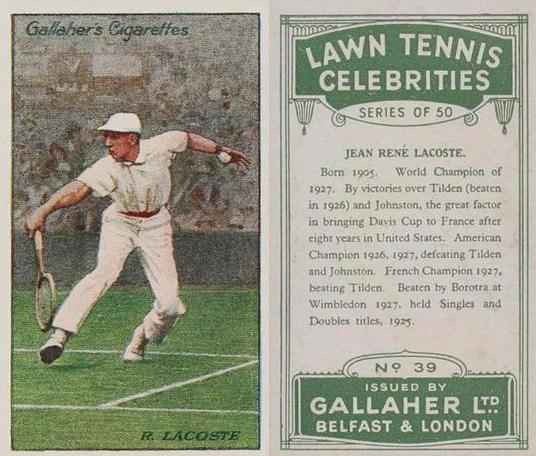 Gallaher's Cigarettes
R. LACOSTE
LAWN TENNIS
CELEBRITIES
SERIES OF 50
JEAN RENÉ LACOSTE.
Born 1905. World Champion of
1927. By victories over Tilden (beaten
in 1926) and Johnston, the great factor
in bringing Davis Cup to France after
eight years in United States. American
Champion 1926, 1927, defeating Tilden
and Johnston. French Champion 1927,
beating Tilden. Beaten by Borotra at
Wimbledon 1927, held Singles and
Doubles titles, 1925.
Nº 39
ISSUED BY
GALLAHER LTD.
BELFAST & LONDON